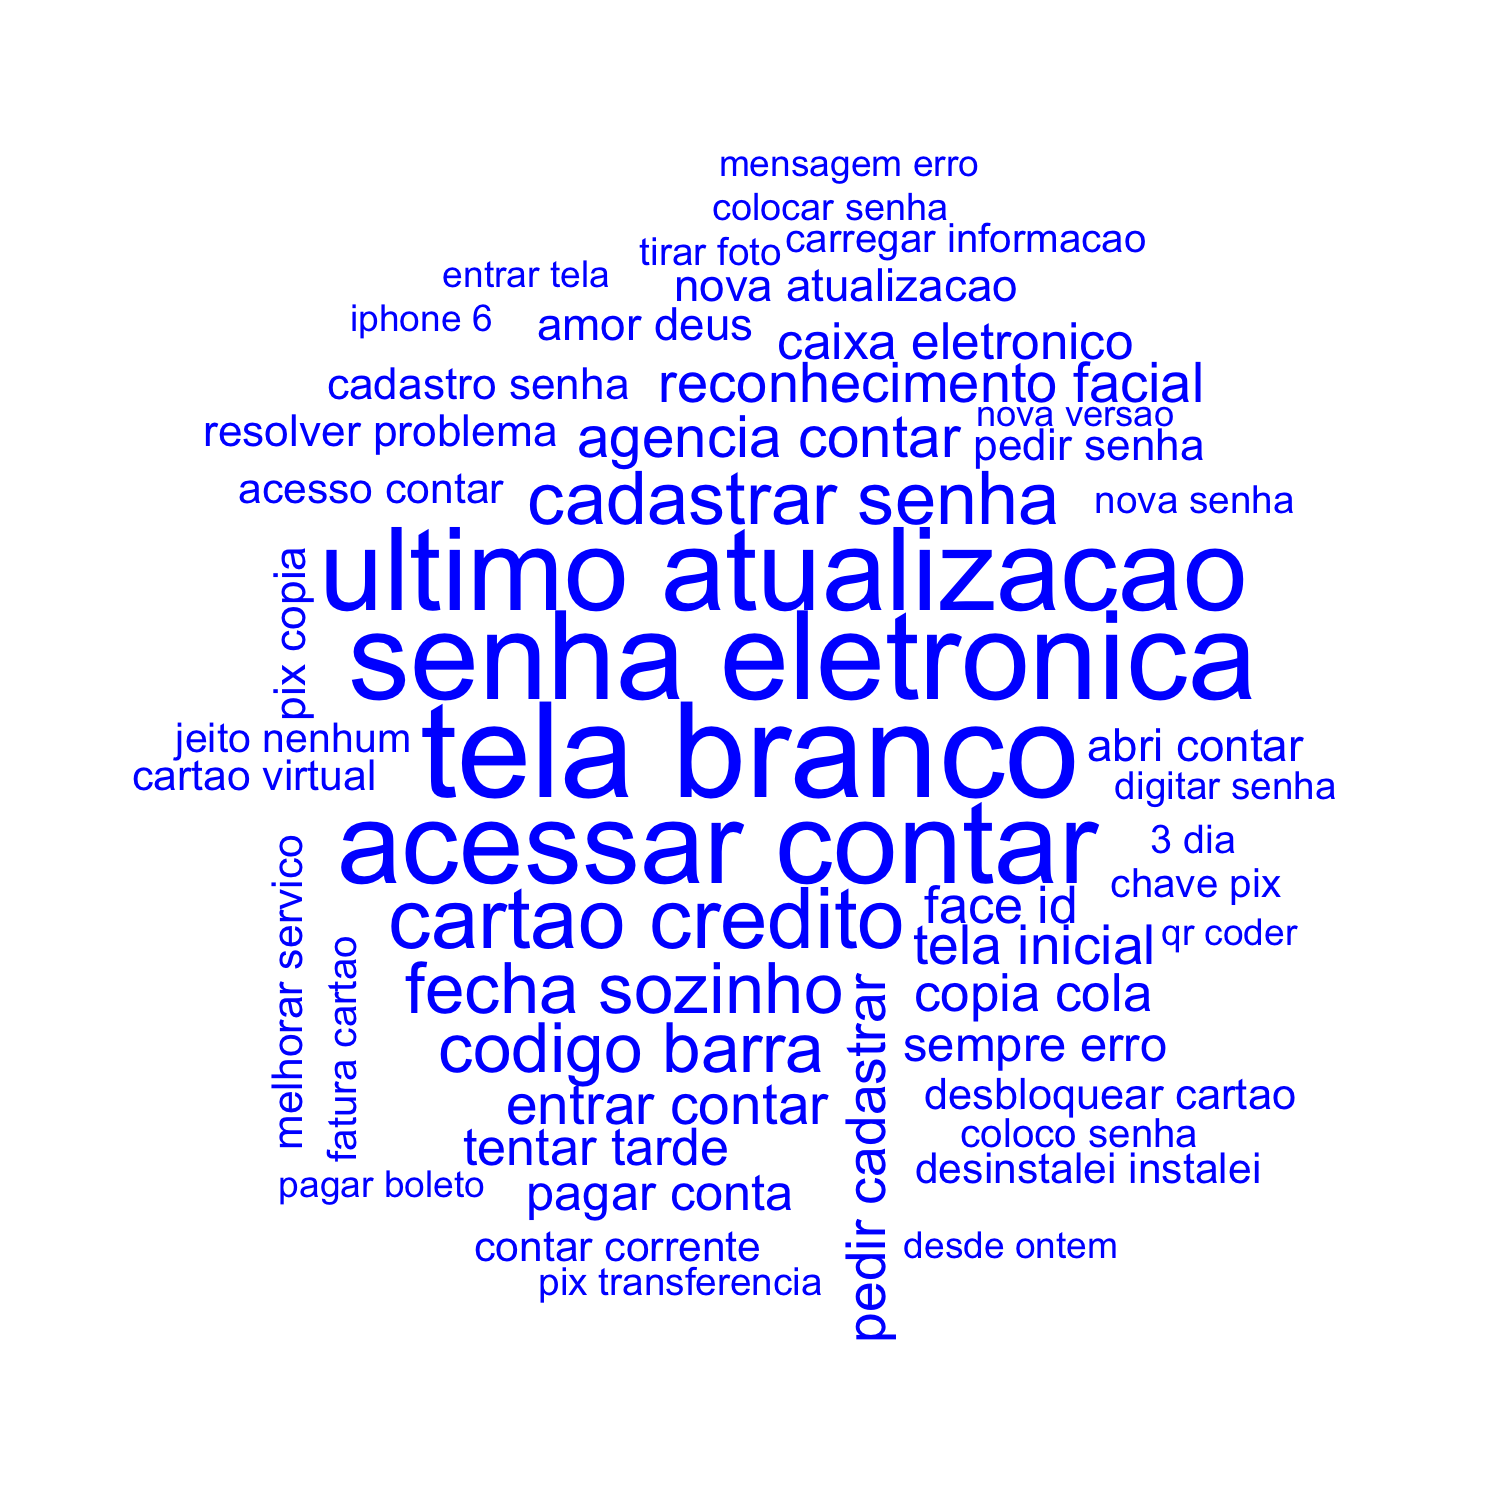 mensagem erro
colocar senha
tirar foto
carregar informacao
entrar tela
nova atualizacao
iphone 6
amor deus
caixa eletronico
cadastro senha
reconhecimento facial
nova versao
resolver problema
agencia contar
pedir senha
acesso contar
cadastrar senha
nova senha
pix copia
ultimo atualizacao
senha eletronica
jeito nenhum
tela branco
abri contar
cartao virtual
digitar senha
acessar contar
3 dia
chave pix
melhorar servico
cartao credito
face id
qr coder
tela inicial
fatura cartao
fecha sozinho
pedir cadastrar
copia cola
codigo barra
sempre erro
entrar contar
desbloquear cartao
tentar tarde
coloco senha
desinstalei instalei
pagar boleto
pagar conta
contar corrente
desde ontem
pix transferencia